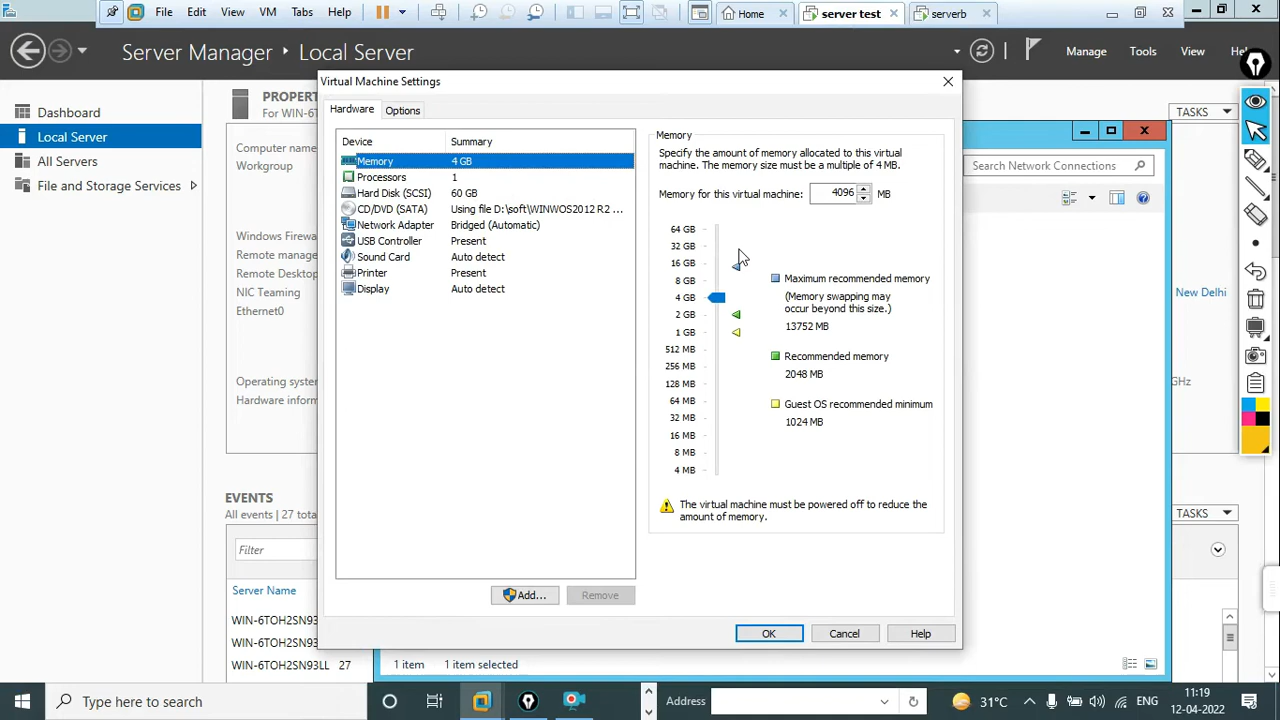 File Edit View VM Tabs Help
Home
server test
serverb
Server Manager Local Server
Manage Tools View
Dashboard
Local Server
All Servers
File and Storage Services
PROPER
For WIN-6T
TASKS
Computer name
Workgroup
Windows Firew
Remote manage
Remote Desktop
NIC Teaming
Ethernet0
Operating system
Hardware inform
New Delhi
GHz
EVENTS
All events | 27 total
TASKS
Filter
Server Name
WIN-6TOH2SN93
WIN-6TOH2SN93
WIN-6TOH2SN93LL 27
Search Network Connections
1 item 1 item selected
Virtual Machine Settings
Hardware Options
Device Summary
Memory 4 GB
Processors 1
Hard Disk (SCSI) 60 GB
CD/DVD (SATA) Using file D:\soft\WINWOS2012 R2 ...
Network Adapter Bridged (Automatic)
USB Controller Present
Sound Card Auto detect
Printer Present
Display Auto detect
Add... Remove
Memory
Specify the amount of memory allocated to this virtual
machine. The memory size must be a multiple of 4 MB.
Memory for this virtual machine: 4096 MB
64 GB
32 GB
16 GB
8 GB
4 GB
2 GB
1 GB
512 MB
256 MB
128 MB
64 MB
32 MB
16 MB
8 MB
4 MB
Maximum recommended memory
(Memory swapping may
occur beyond this size.)
13752 MB
Recommended memory
2048 MB
Guest OS recommended minimum
1024 MB
The virtual machine must be powered off to reduce the
amount of memory.
OK Cancel Help
Type here to search
Address
31°C
ENG
11:19
12-04-2022